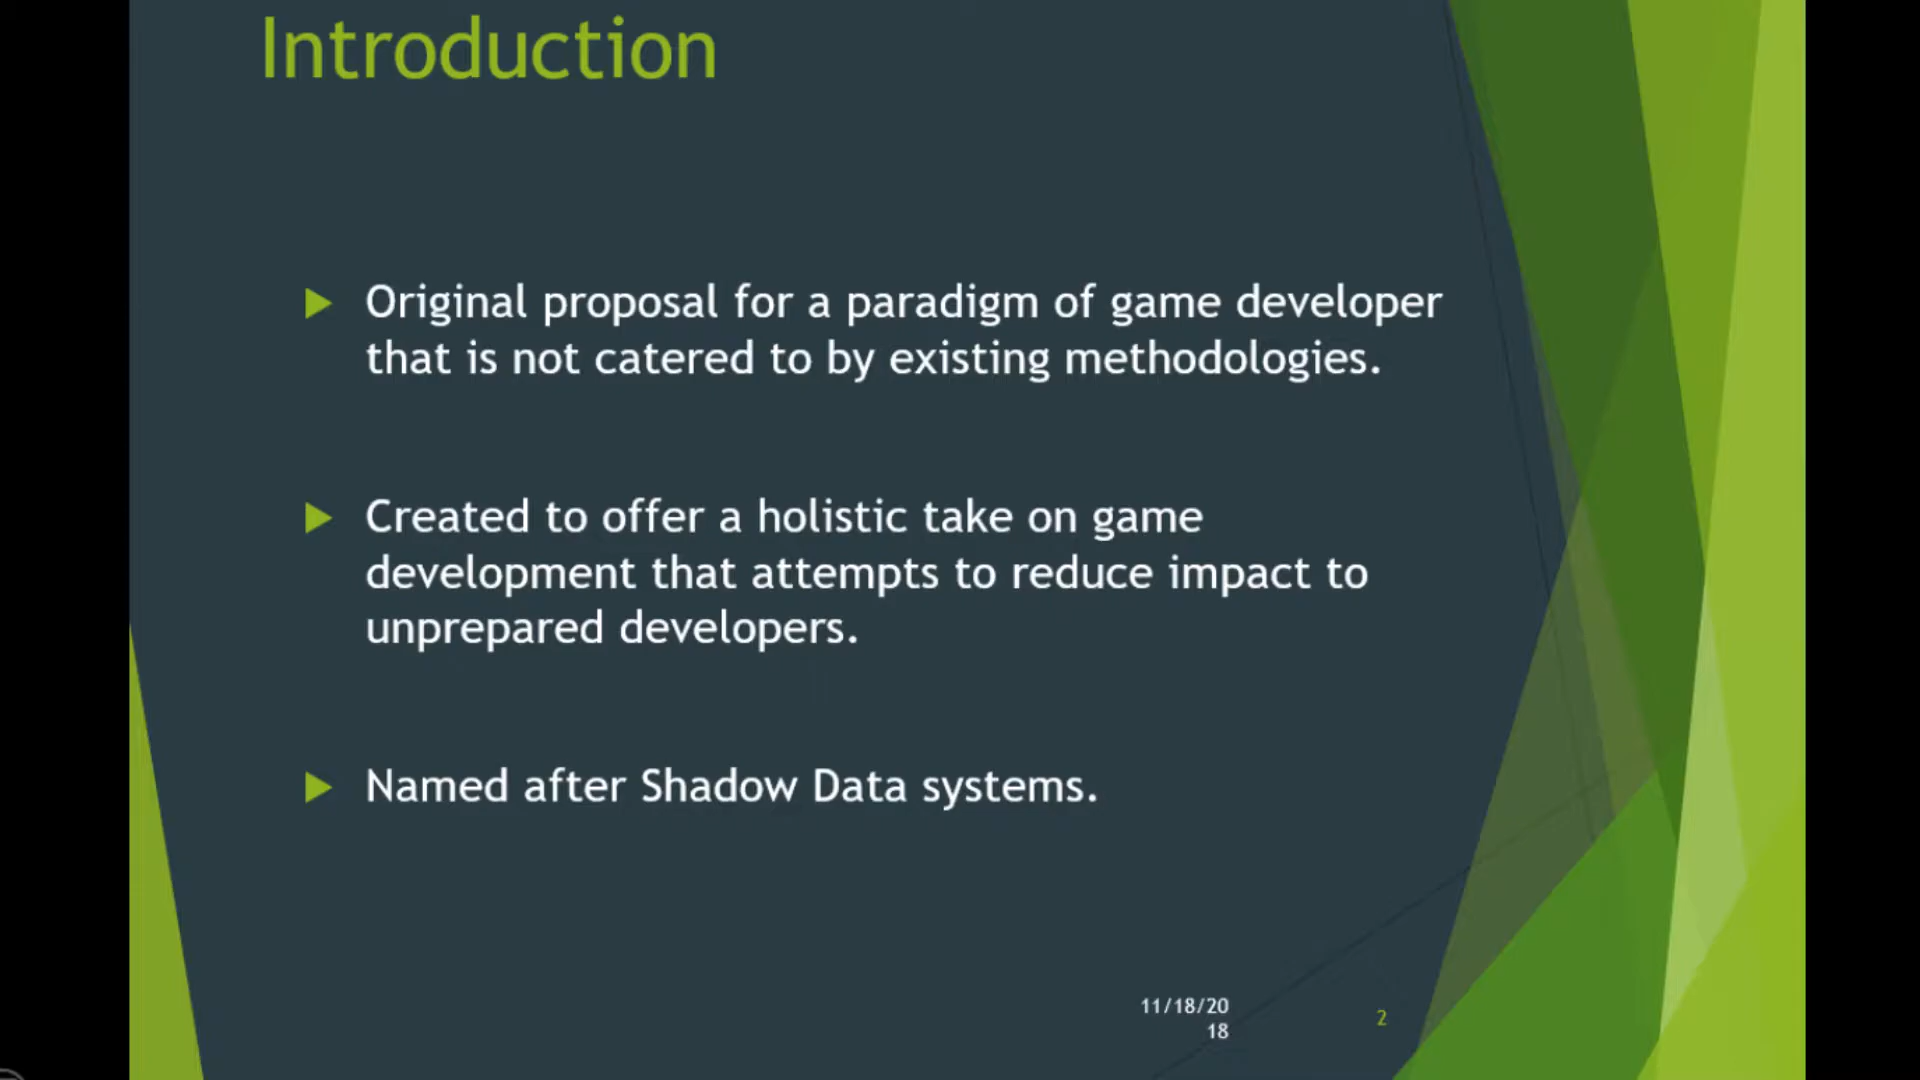 Introduction
Original proposal for a paradigm of game developer
that is not catered to by existing methodologies.
Created to offer a holistic take on game
development that attempts to reduce impact to
unprepared developers.
Named after Shadow Data systems.
11/18/20
18
2